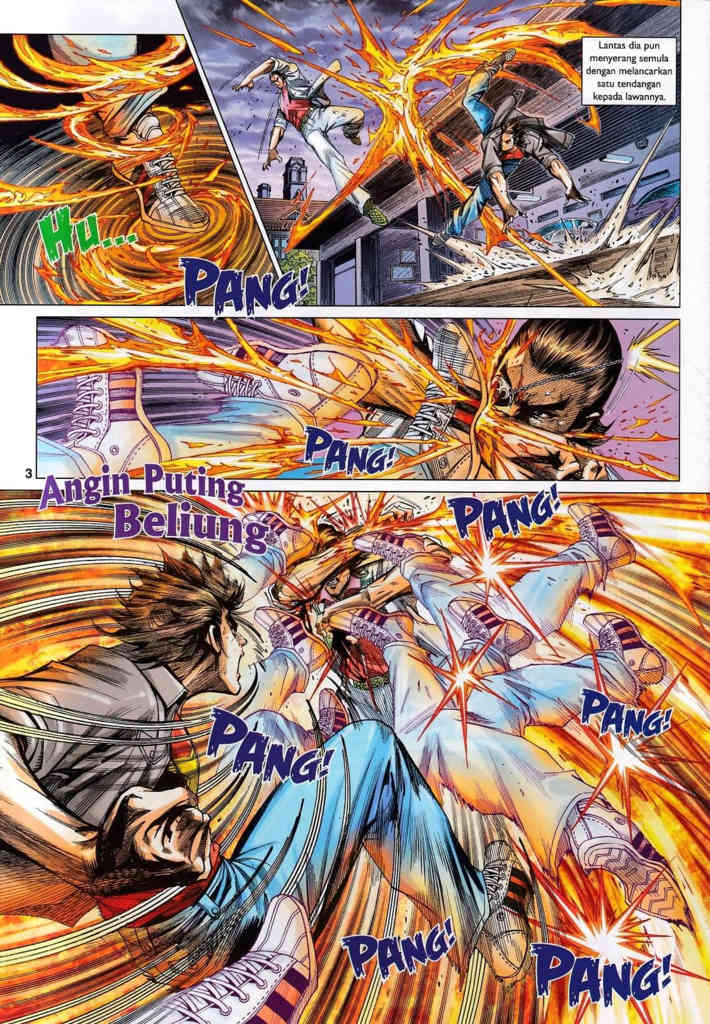 Lantas dia pun
menyerang semula
dengan melancarkan
satu tendangan
kepada lawannya.
Hu...
PANG!
PANG!
3
Angin Puting
Beliung
PANG!
PANG!
PANG!
PANG!
PANG!